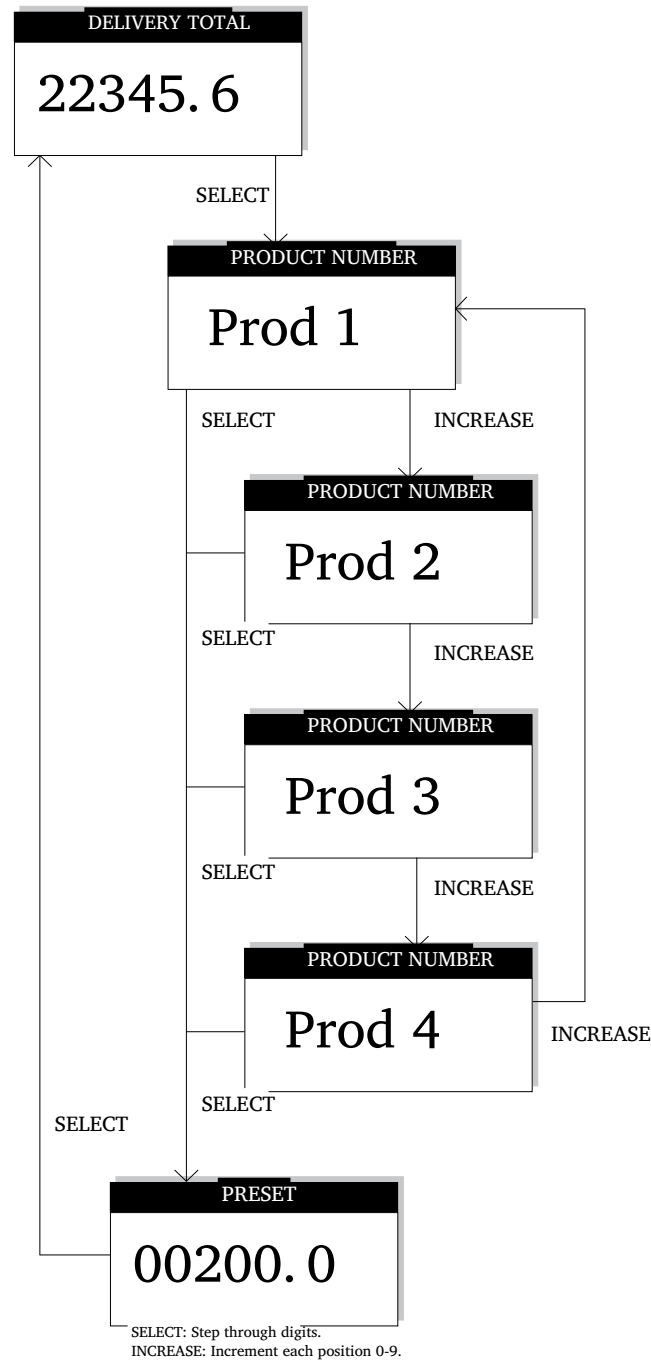 DELIVERY TOTAL
22345.6
SELECT
PRODUCT NUMBER
Prod 1
SELECT
INCREASE
PRODUCT NUMBER
Prod 2
SELECT
INCREASE
PRODUCT NUMBER
Prod 3
SELECT
INCREASE
PRODUCT NUMBER
Prod 4
INCREASE
SELECT
SELECT
PRESET
00200.0
SELECT: Step through digits.
INCREASE: Increment each position 0-9.